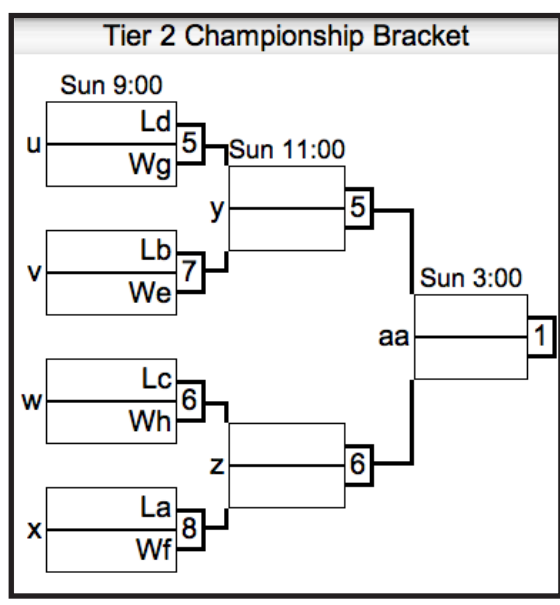 Tier 2 Championship Bracket
Sun 9:00
Ld
u
5
Wg
Sun 11:00
y
5
Lb
v
7
We
Sun 3:00
aa
1
Lc
w
6
Wh
z
6
La
x
8
Wf